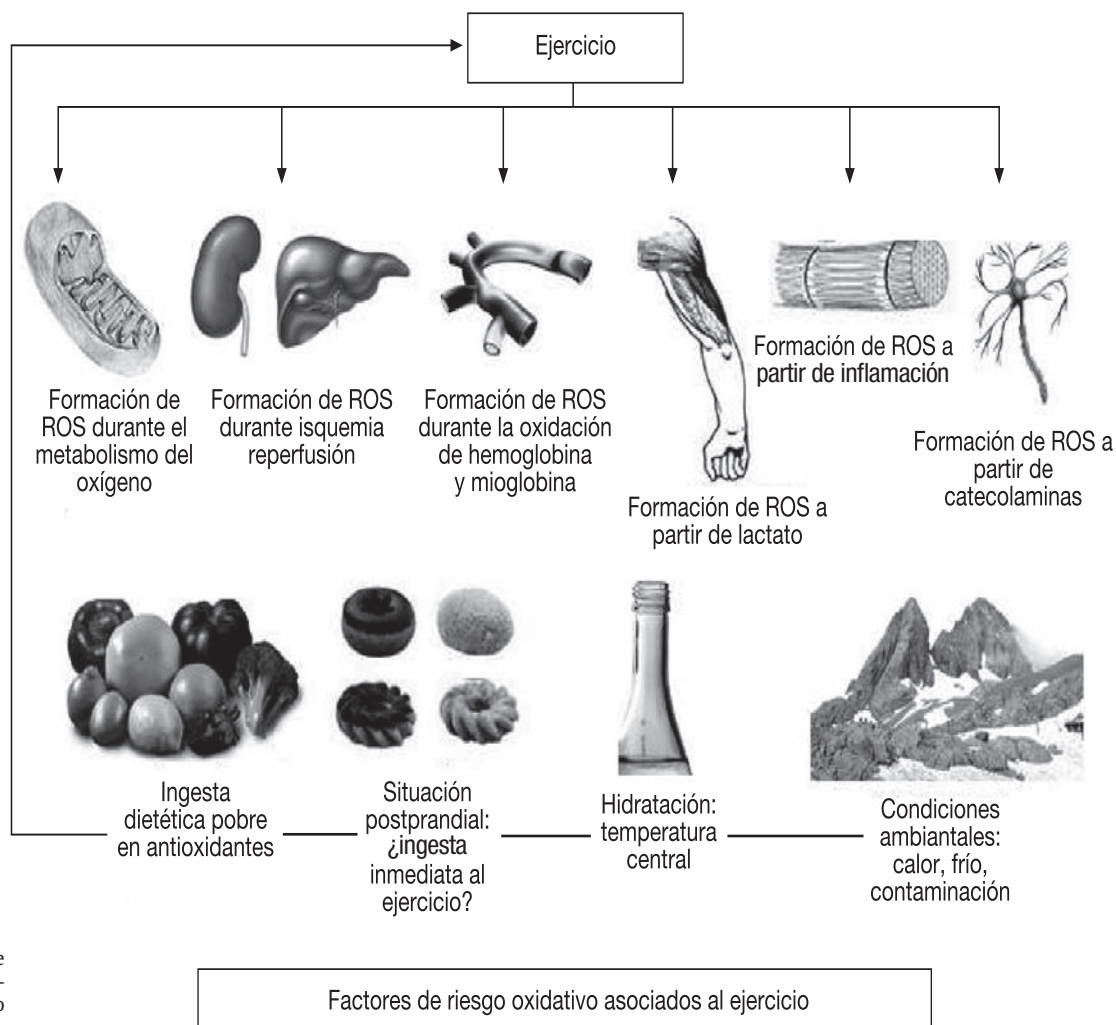 Ejercicio
Formación de
ROS durante el
metabolismo del
oxígeno
Formación de ROS
durante isquemia
reperfusión
Formación de ROS
durante la oxidación
de hemoglobina
y mioglobina
Formación de ROS a
partir de lactato
Formación de ROS a
partir de inflamación
Formación de ROS a
partir de
catecolaminas
Ingesta
dietética pobre
en antioxidantes
Situación
postprandial:
¿ingesta
inmediata al
ejercicio?
Hidratación:
temperatura
central
Condiciones
ambiantales:
calor, frío,
contaminación
e
-
o
Factores de riesgo oxidativo asociados al ejercicio